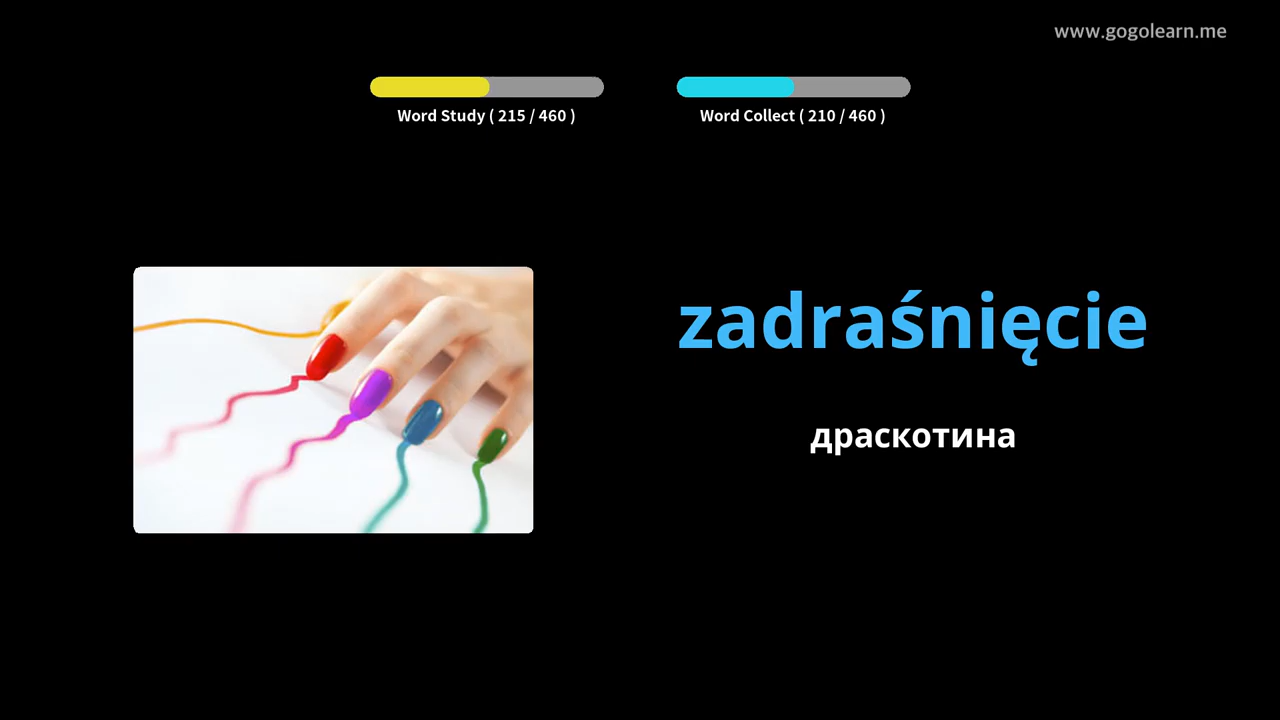 www.gogolearn.me
Word Study ( 215 / 460 )
Word Collect ( 210 / 460 )
zadraśnięcie
драскотина